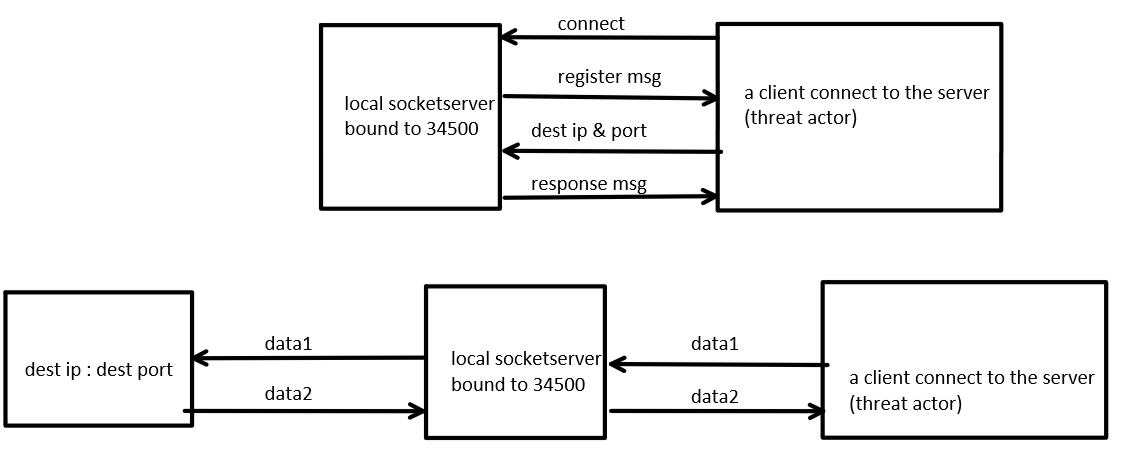 connect
register msg
local socketserver
bound to 34500
a client connect to the server
(threat actor)
dest ip & port
response msg
dest ip : dest port
data1
data2
local socketserver
bound to 34500
data1
data2
a client connect to the server
(threat actor)